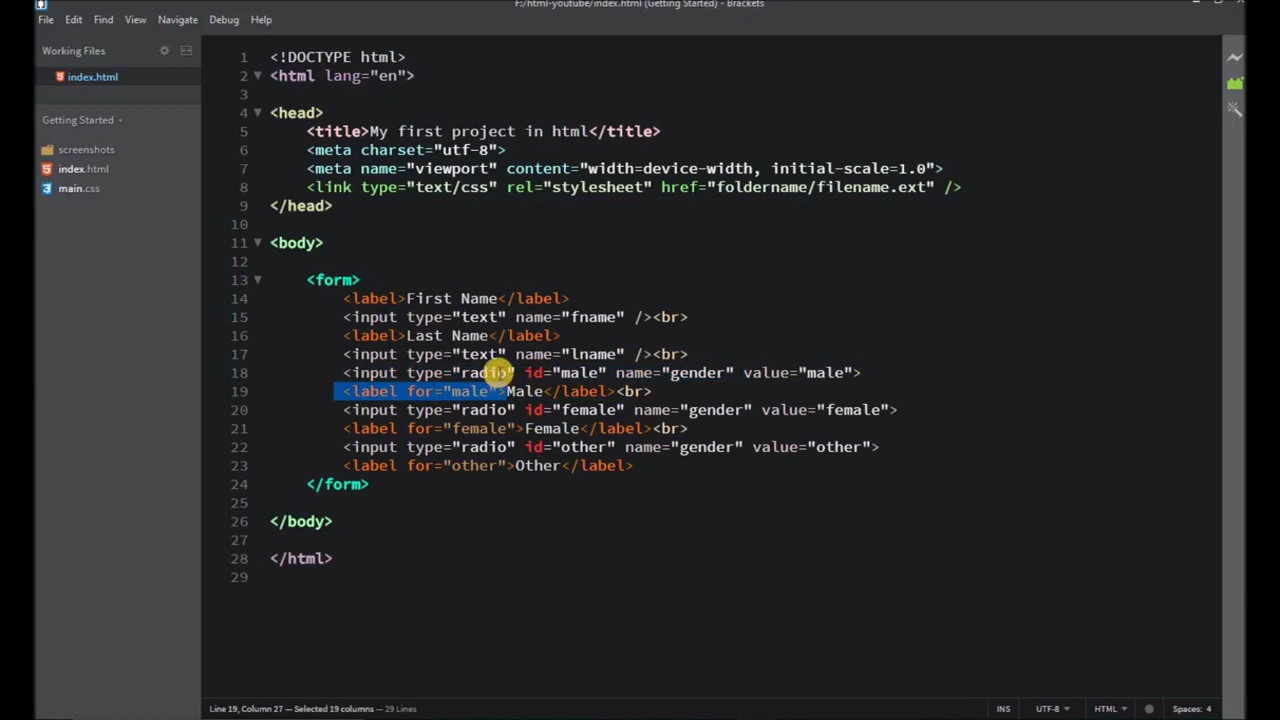 F:/html-youtube/index.html (Getting Started) - Brackets
File Edit Find View Navigate Debug Help
Working Files
index.html
Getting Started
screenshots
index.html
main.css
1 <!DOCTYPE html>
2 <html lang="en">
3
4 <head>
5 <title>My first project in html</title>
6 <meta charset="utf-8">
7 <meta name="viewport" content="width=device-width, initial-scale=1.0">
8 <link type="text/css" rel="stylesheet" href="foldername/filename.ext" />
9 </head>
10
11 <body>
12
13 <form>
14 <label>First Name</label>
15 <input type="text" name="fname" /><br>
16 <label>Last Name</label>
17 <input type="text" name="lname" /><br>
18 <input type="radio" id="male" name="gender" value="male">
19 <label for="male">Male</label><br>
20 <input type="radio" id="female" name="gender" value="female">
21 <label for="female">Female</label><br>
22 <input type="radio" id="other" name="gender" value="other">
23 <label for="other">Other</label>
24 </form>
25
26 </body>
27
28 </html>
29
Line 19, Column 27 — Selected 19 columns — 29 Lines INS UTF-8 HTML Spaces: 4